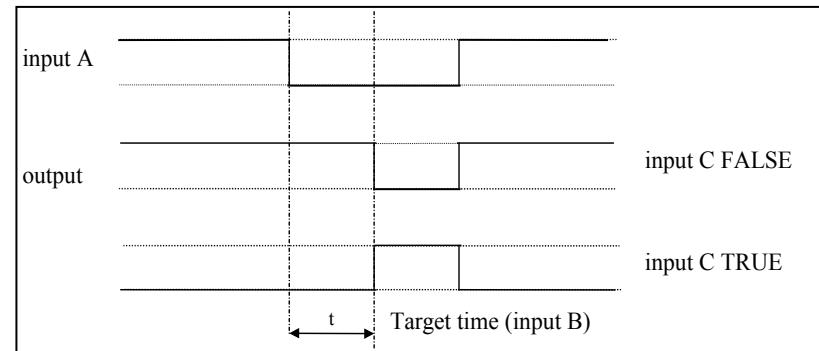 input A
input C FALSE
output
input C TRUE
t Target time (input B)